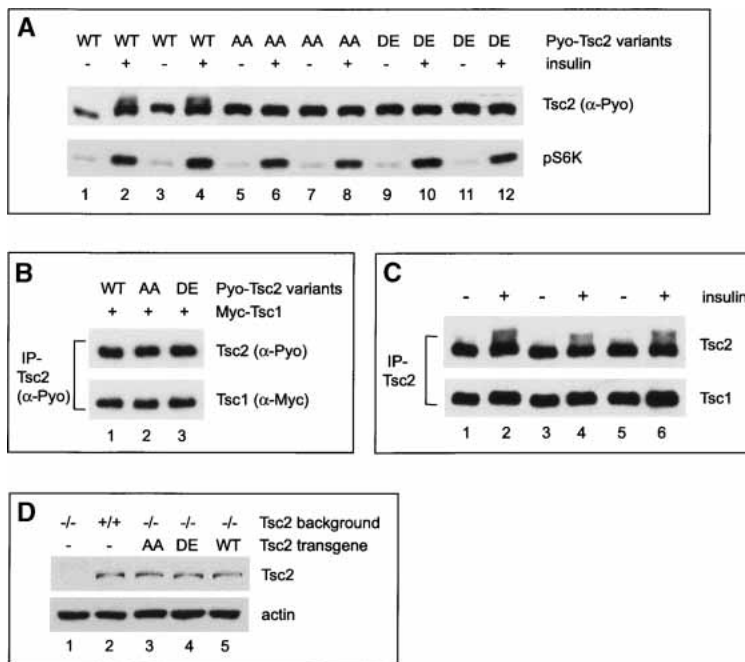 A
WT WT WT WT AA AA AA AA DE DE DE DE Pyo-Tsc2 variants
- + - + - + - + - + - + insulin
Tsc2 (α-Pyo)
pS6K
1 2 3 4 5 6 7 8 9 10 11 12
B
WT AA DE Pyo-Tsc2 variants
+ + + Myc-Tsc1
IP-
Tsc2
(α-Pyo)
Tsc2 (α-Pyo)
Tsc1 (α-Myc)
1 2 3
C
- + - + - + insulin
IP-
Tsc2
Tsc2
Tsc1
1 2 3 4 5 6
D
-/- +/+ -/- -/- -/- Tsc2 background
- - AA DE WT Tsc2 transgene
Tsc2
actin
1 2 3 4 5